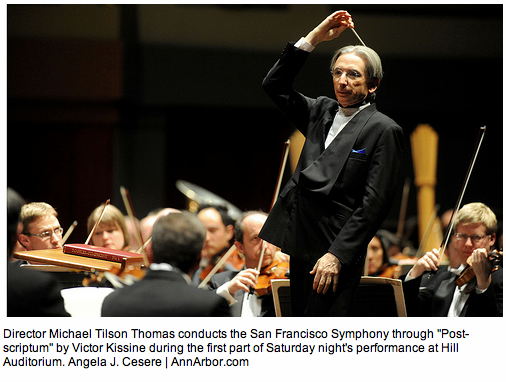 Director Michael Tilson Thomas conducts the San Francisco Symphony through "Post-
scriptum" by Victor Kissine during the first part of Saturday night's performance at Hill
Auditorium. Angela J. Cesere | AnnArbor.com